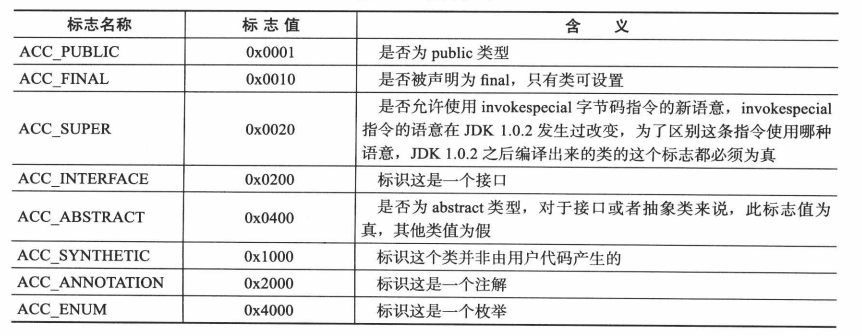 标志名称 标志值 含义
ACC_PUBLIC 0x0001 是否为 public 类型
ACC_FINAL 0x0010 是否被声明为 final，只有类可设置
ACC_SUPER 0x0020 是否允许使用 invokespecial 字节码指令的新语意，invokespecial
指令的语意在 JDK 1.0.2 发生过改变，为了区别这条指令使用哪种
语意，JDK 1.0.2 之后编译出来的类的这个标志都必须为真
ACC_INTERFACE 0x0200 标识这是一个接口
ACC_ABSTRACT 0x0400 是否为 abstract 类型，对于接口或者抽象类来说，此标志值为
真，其他类值为假
ACC_SYNTHETIC 0x1000 标识这个类并非由用户代码产生的
ACC_ANNOTATION 0x2000 标识这是一个注解
ACC_ENUM 0x4000 标识这是一个枚举